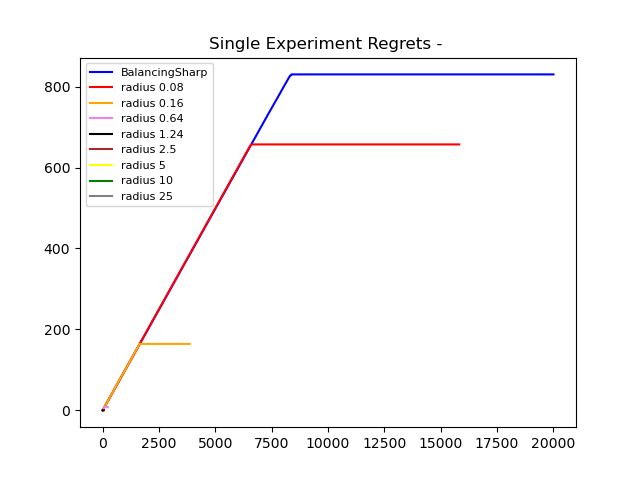 Single Experiment Regrets -
BalancingSharp
radius 0.08
radius 0.16
radius 0.64
radius 1.24
radius 2.5
radius 5
radius 10
radius 25
800
600
400
200
0
0 2500 5000 7500 10000 12500 15000 17500 20000